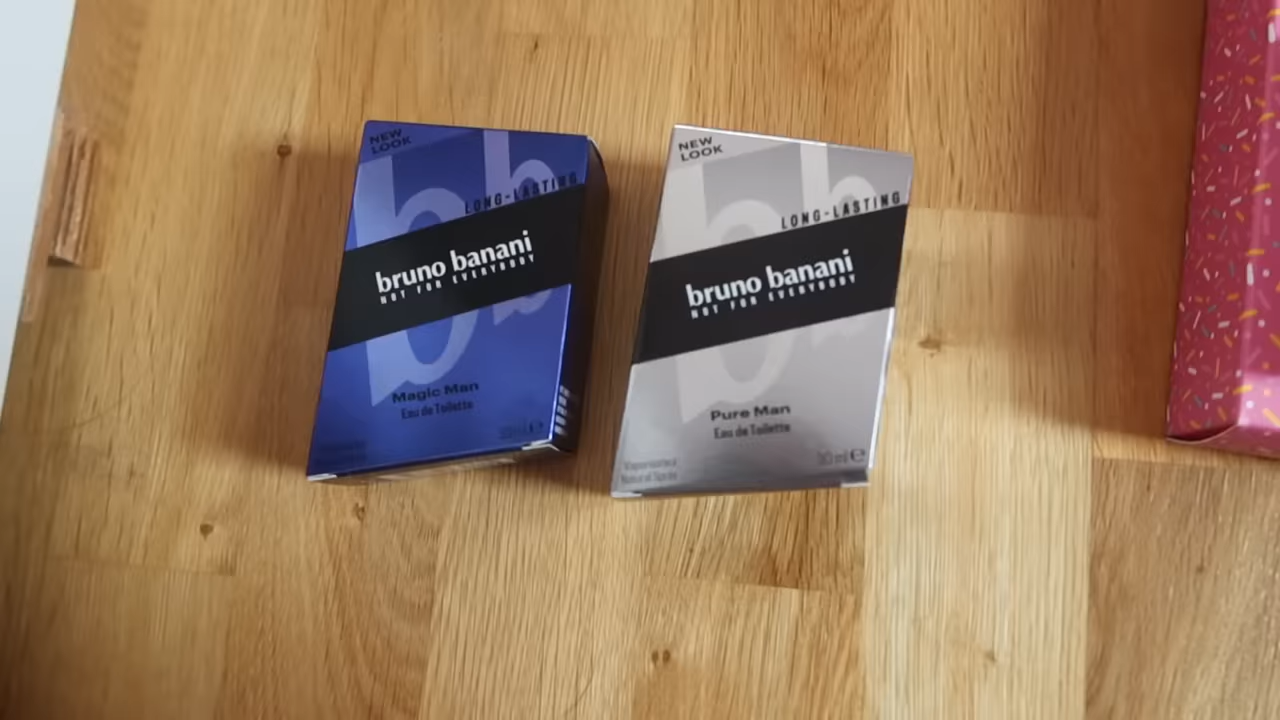 NEW
LOOK
LONG-LASTING
bruno banani
NOT FOR EVERYBODY
Magic Man
Eau de Toilette
NEW
LOOK
LONG-LASTING
bruno banani
NOT FOR EVERYBODY
Pure Man
Eau de Toilette
Vaporisateur
Natural Spray
30 ml e